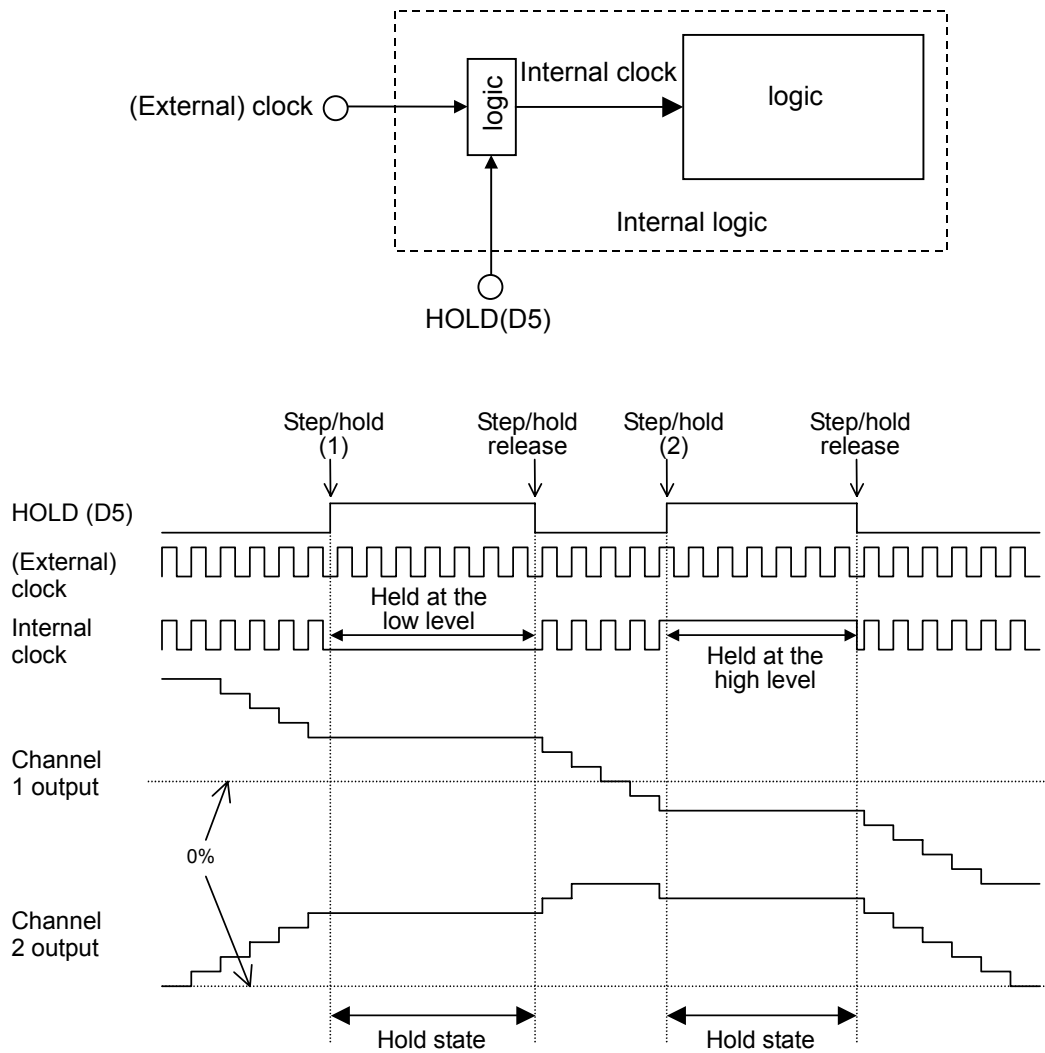 (External) clock
logic
Internal clock
logic
Internal logic
HOLD(D5)
Step/hold
(1)
Step/hold
release
Step/hold
(2)
Step/hold
release
HOLD (D5)
(External)
clock
Held at the
low level
Internal
clock
Held at the
high level
Channel
1 output
0%
Channel
2 output
Hold state
Hold state